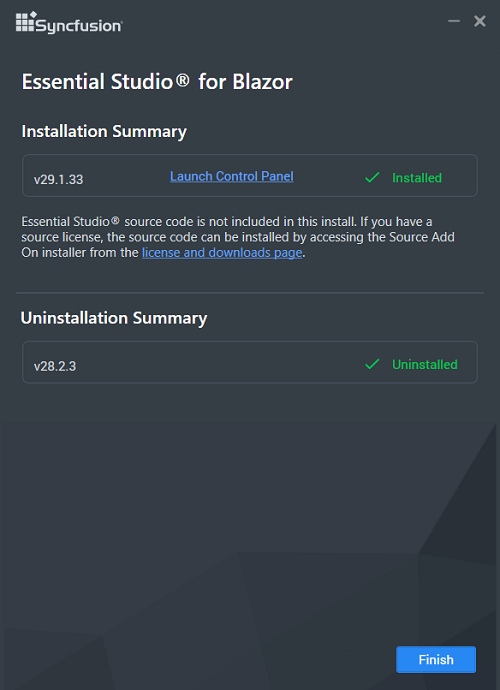 Syncfusion®
Essential Studio® for Blazor
Installation Summary
v29.1.33 Launch Control Panel Installed
Essential Studio® source code is not included in this install. If you have a
source license, the source code can be installed by accessing the Source Add
On installer from the license and downloads page.
Uninstallation Summary
v28.2.3 Uninstalled
Finish